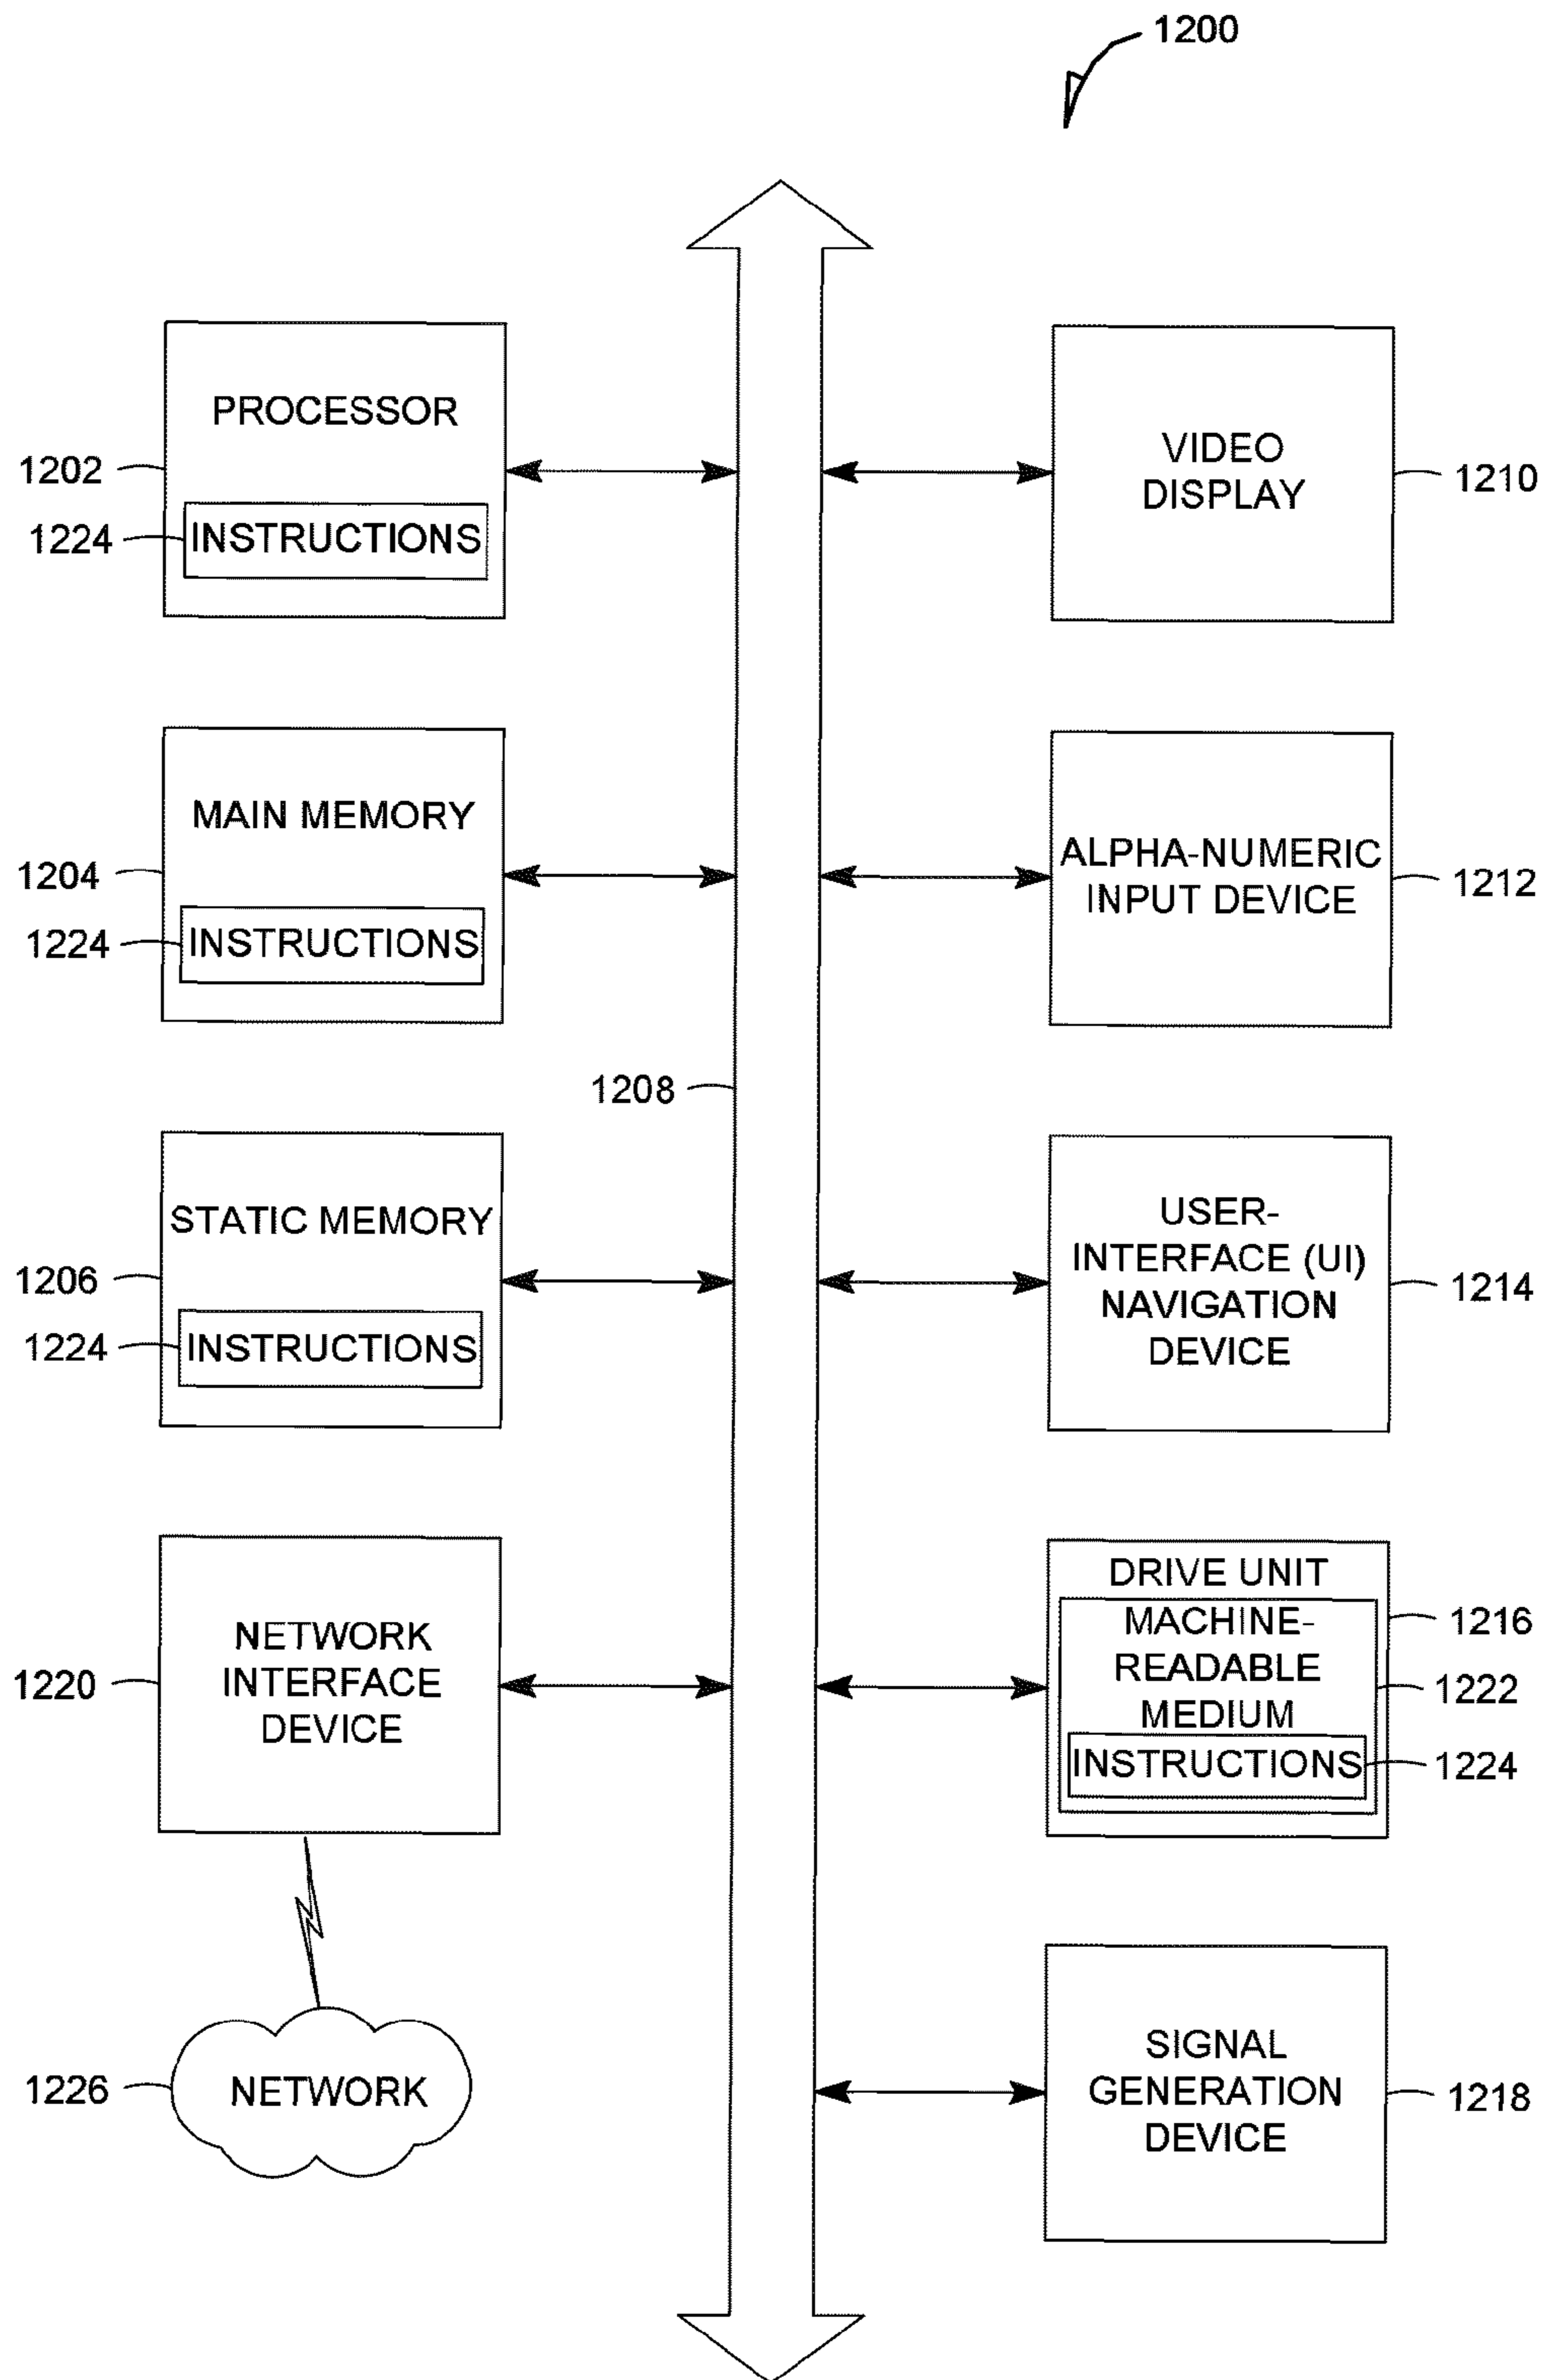 1200
PROCESSOR
1202
1224
INSTRUCTIONS
MAIN MEMORY
1204
1224
INSTRUCTIONS
1208
STATIC MEMORY
1206
1224
INSTRUCTIONS
NETWORK
INTERFACE
DEVICE
1220
1226
NETWORK
VIDEO
DISPLAY
1210
ALPHA-NUMERIC
INPUT DEVICE
1212
USER-
INTERFACE (UI)
NAVIGATION
DEVICE
1214
DRIVE UNIT
1216
MACHINE-
READABLE
MEDIUM
1222
INSTRUCTIONS
1224
SIGNAL
GENERATION
DEVICE
1218